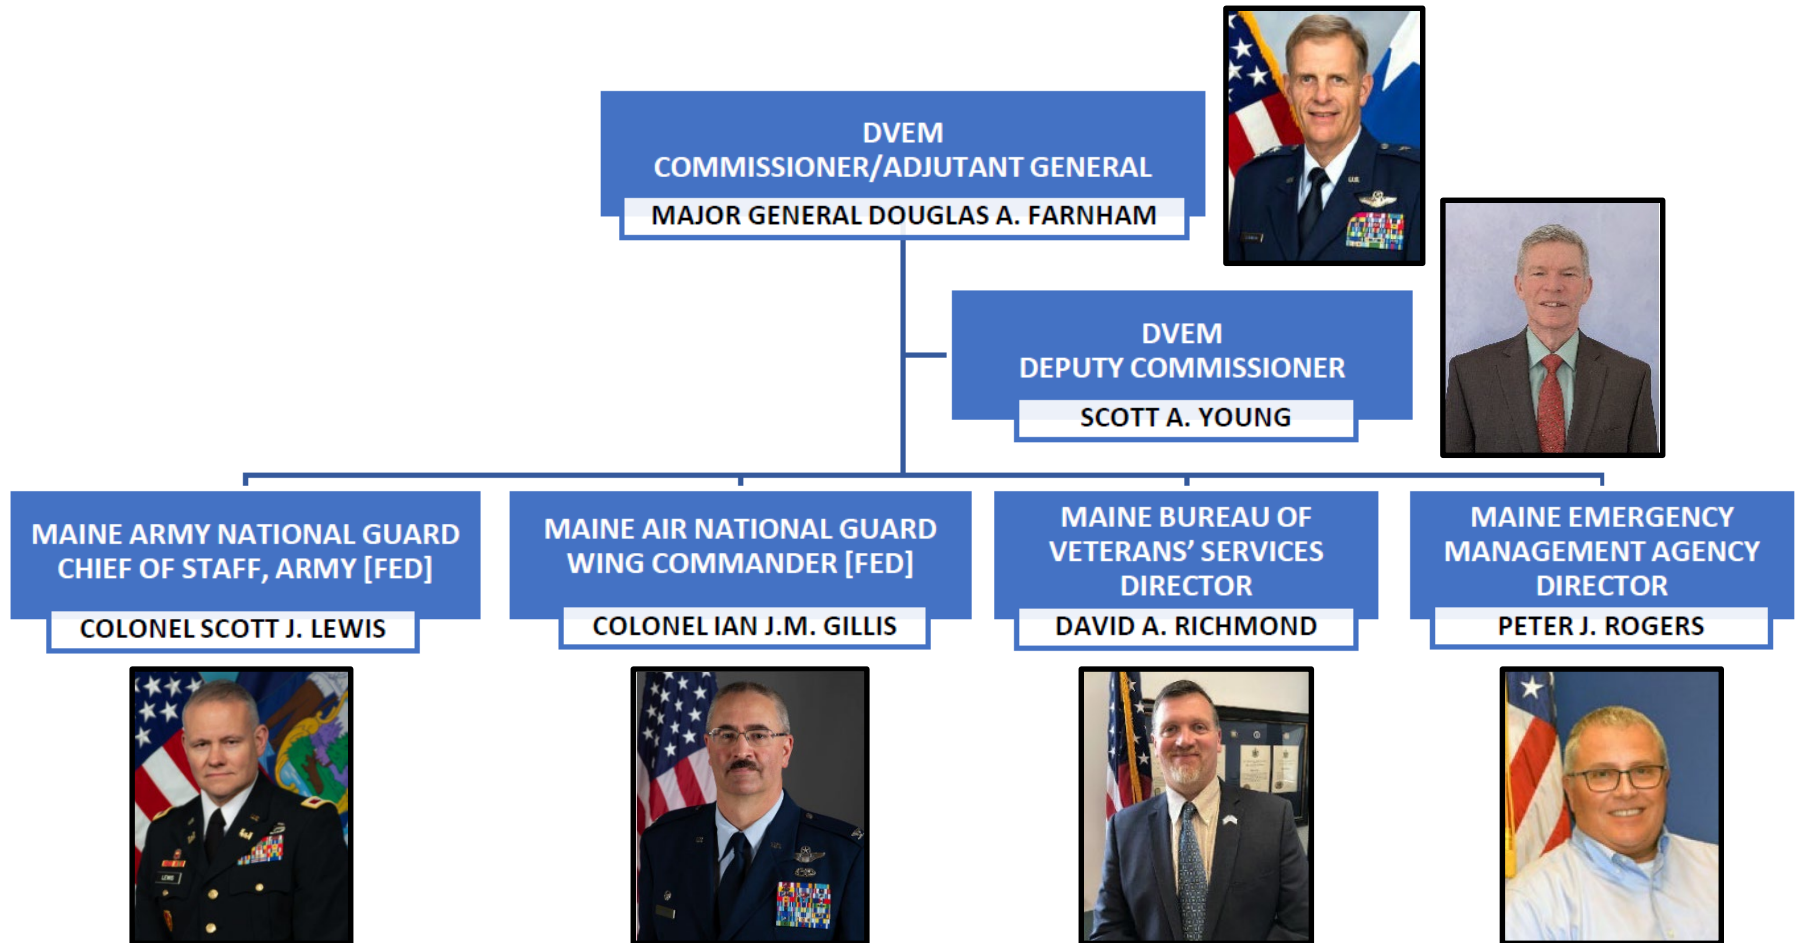 DVEM
COMMISSIONER/ADJUTANT GENERAL
MAJOR GENERAL DOUGLAS A. FARNHAM
DVEM
DEPUTY COMMISSIONER
SCOTT A. YOUNG
MAINE ARMY NATIONAL GUARD
CHIEF OF STAFF, ARMY [FED]
COLONEL SCOTT J. LEWIS
MAINE AIR NATIONAL GUARD
WING COMMANDER [FED]
COLONEL IAN J.M. GILLIS
MAINE BUREAU OF
VETERANS’ SERVICES
DIRECTOR
DAVID A. RICHMOND
MAINE EMERGENCY
MANAGEMENT AGENCY
DIRECTOR
PETER J. ROGERS
LEWIS